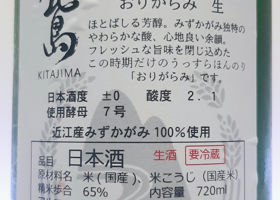 おりがらみ 生
北島
KITAJIMA
ほとばしる芳醇。みずかがみ独特の
やわらかな酸、心地良い余韻。
フレッシュな旨味を閉じ込めた
この時期だけのうっすらほんのり
「おりがらみ」です。
日本酒度 ±0 酸度 2.1
使用酵母 7号
近江産みずかがみ 100%使用
品目 日本酒 生酒 要冷蔵
原材料名 米(国産)、米こうじ(国産米)
精米歩合 65% 内容量 720ml